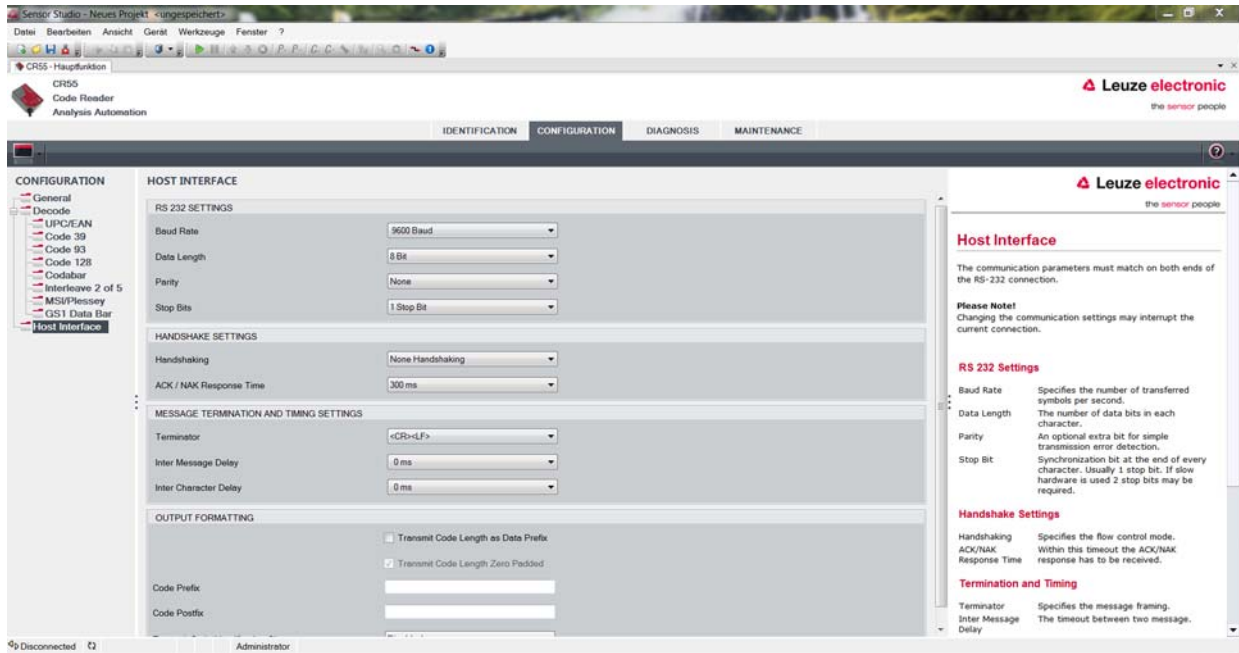 Sensor Studio - Neues Projekt <ungespeichert>
Datei Bearbeiten Ansicht Gerät Werkzeuge Fenster ?
CR55 - Hauptfunktion
CR55
Code Reader
Analysis Automation
Leuze electronic
the sensor people
IDENTIFICATION CONFIGURATION DIAGNOSIS MAINTENANCE
CONFIGURATION
General
Decode
UPC/EAN
Code 39
Code 93
Code 128
Codabar
Interleave 2 of 5
MSI/Plessey
GS1 Data Bar
Host Interface
HOST INTERFACE
RS 232 SETTINGS
Baud Rate 9600 Baud
Data Length 8 Bit
Parity None
Stop Bits 1 Stop Bit
HANDSHAKE SETTINGS
Handshaking None Handshaking
ACK / NAK Response Time 300 ms
MESSAGE TERMINATION AND TIMING SETTINGS
Terminator <CR><LF>
Inter Message Delay 0 ms
Inter Character Delay 0 ms
OUTPUT FORMATTING
Transmit Code Length as Data Prefix
Transmit Code Length Zero Padded
Code Prefix
Code Postfix
Leuze electronic
the sensor people
Host Interface
The communication parameters must match on both ends of
the RS-232 connection.
Please Note!
Changing the communication settings may interrupt the
current connection.
RS 232 Settings
Baud Rate Specifies the number of transferred
symbols per second.
Data Length The number of data bits in each
character.
Parity An optional extra bit for simple
transmission error detection.
Stop Bit Synchronization bit at the end of every
character. Usually 1 stop bit. If slow
hardware is used 2 stop bits may be
required.
Handshake Settings
Handshaking Specifies the flow control mode.
ACK/NAK Within this timeout the ACK/NAK
Response Time response has to be received.
Termination and Timing
Terminator Specifies the message framing.
Inter Message The timeout between two message.
Delay
Disconnected Administrator